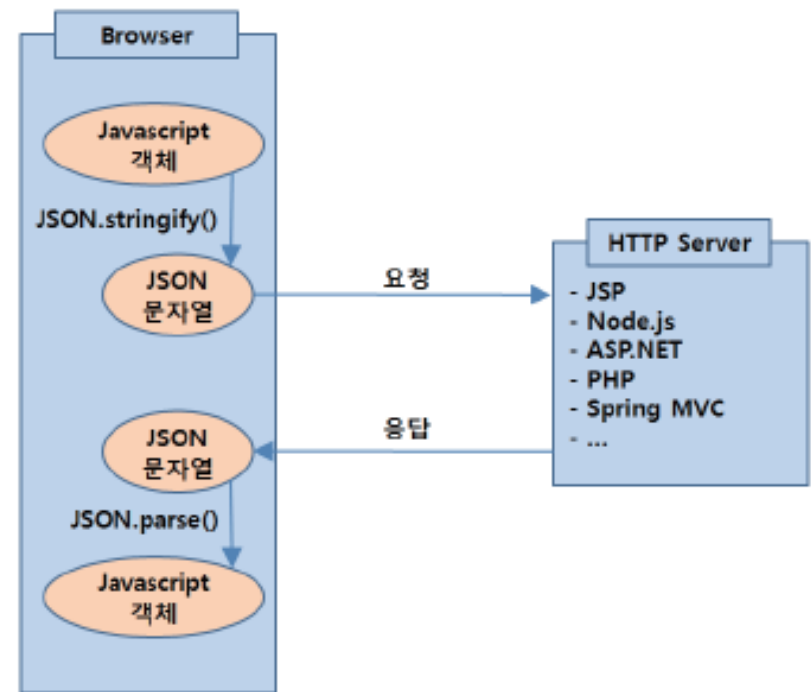 Browser
Javascript
객체
JSON.stringify()
JSON
문자열
요청
HTTP Server
- JSP
- Node.js
- ASP.NET
- PHP
- Spring MVC
- ...
응답
JSON
문자열
JSON.parse()
Javascript
객체